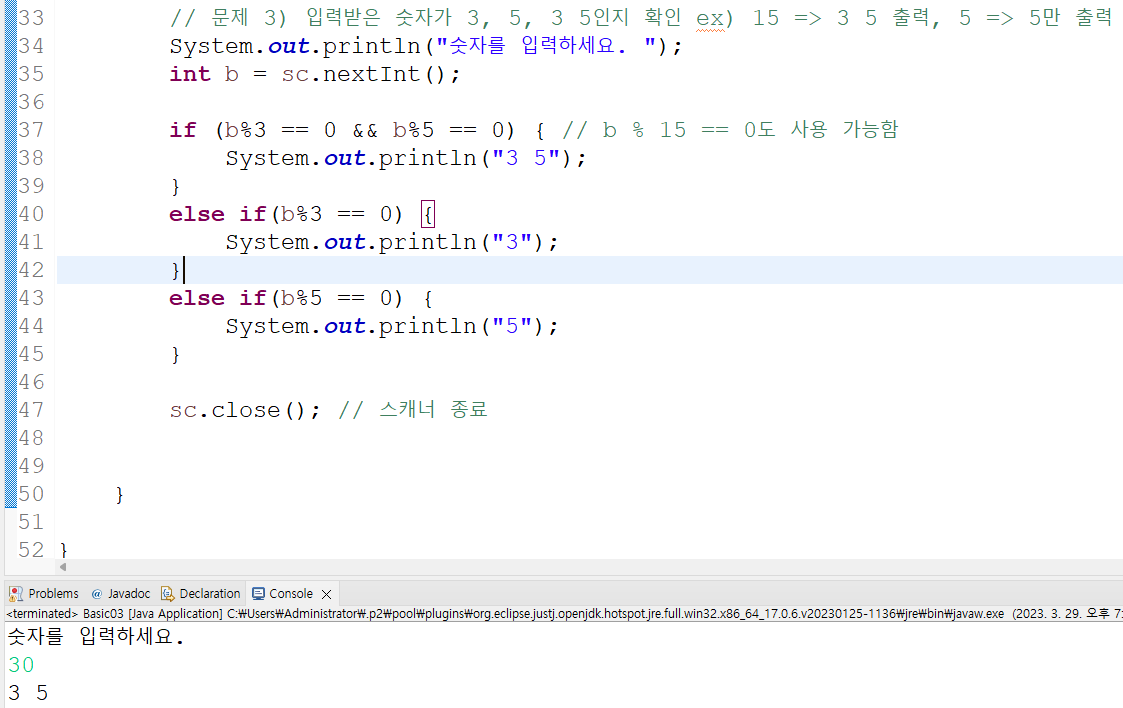 33 // 문제 3) 입력받은 숫자가 3, 5, 3 5인지 확인 ex) 15 => 3 5 출력, 5 => 5만 출력
34 System.out.println("숫자를 입력하세요. ");
35 int b = sc.nextInt();
36
37 if (b%3 == 0 && b%5 == 0) { // b % 15 == 0도 사용 가능함
38 System.out.println("3 5");
39 }
40 else if(b%3 == 0) {
41 System.out.println("3");
42 }
43 else if(b%5 == 0) {
44 System.out.println("5");
45 }
46
47 sc.close(); // 스캐너 종료
48
49
50 }
51
52 }
Problems @ Javadoc Declaration Console
<terminated> Basic03 [Java Application] C:₩Users₩Administrator₩.p2₩pool₩plugins₩org.eclipse.justj.openjdk.hotspot.jre.full.win32.x86_64_17.0.6.v20230125-1136₩jre₩bin₩javaw.exe (2023. 3. 29. 오후 7:
숫자를 입력하세요.
30
3 5